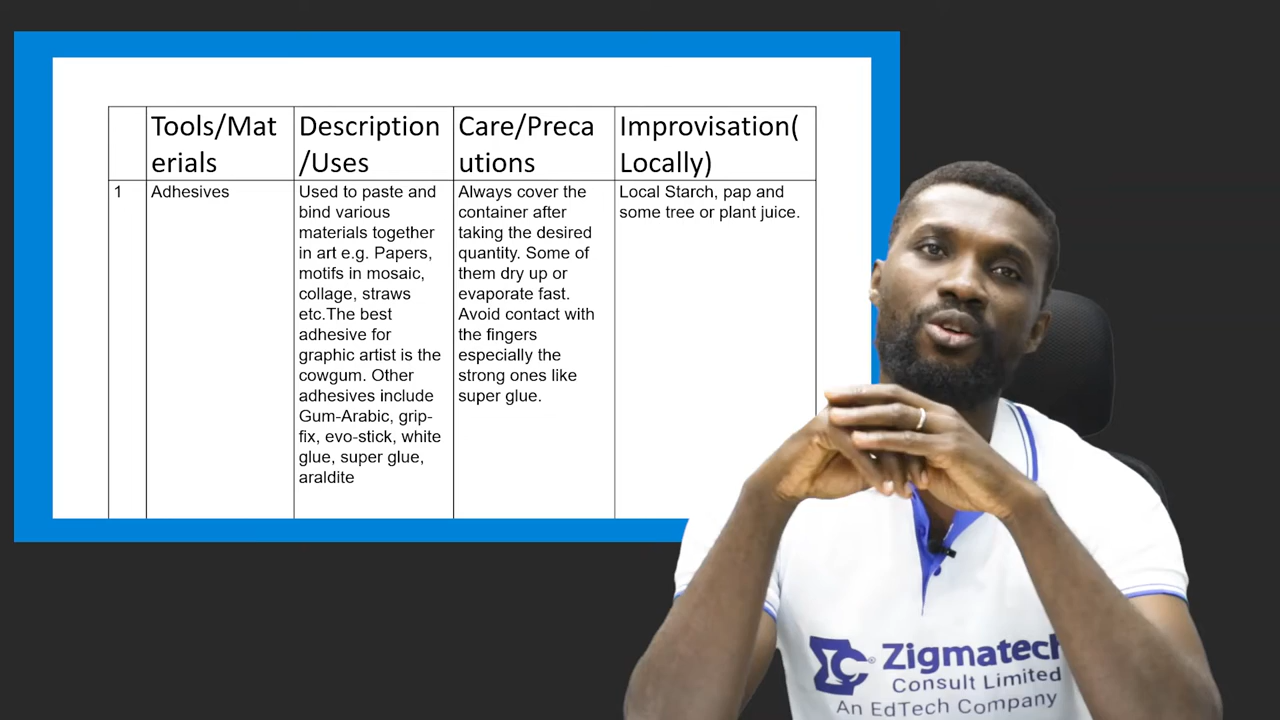 Tools/Mat
erials
Description
/Uses
Care/Preca
utions
Improvisation(
Locally)
1
Adhesives
Used to paste and
bind various
materials together
in art e.g. Papers,
motifs in mosaic,
collage, straws
etc.The best
adhesive for
graphic artist is the
cowgum. Other
adhesives include
Gum-Arabic, grip-
fix, evo-stick, white
glue, super glue,
araldite
Always cover the
container after
taking the desired
quantity. Some of
them dry up or
evaporate fast.
Avoid contact with
the fingers
especially the
strong ones like
super glue.
Local Starch, pap and
some tree or plant juice.
ZC®
Zigmatech
Consult Limited
An EdTech Company